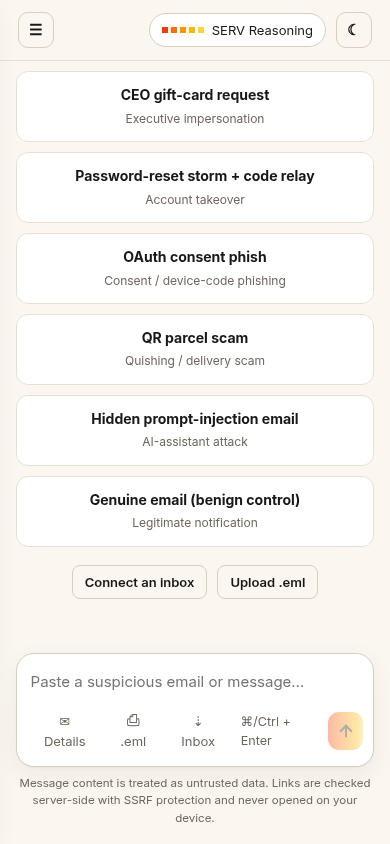 SERV Reasoning
CEO gift-card request
Executive impersonation
Password-reset storm + code relay
Account takeover
OAuth consent phish
Consent / device-code phishing
QR parcel scam
Quishing / delivery scam
Hidden prompt-injection email
AI-assistant attack
Genuine email (benign control)
Legitimate notification
Connect an inbox
Upload .eml
Paste a suspicious email or message...
Details
.eml
Inbox
⌘/Ctrl +
Enter
Message content is treated as untrusted data. Links are checked
server-side with SSRF protection and never opened on your
device.